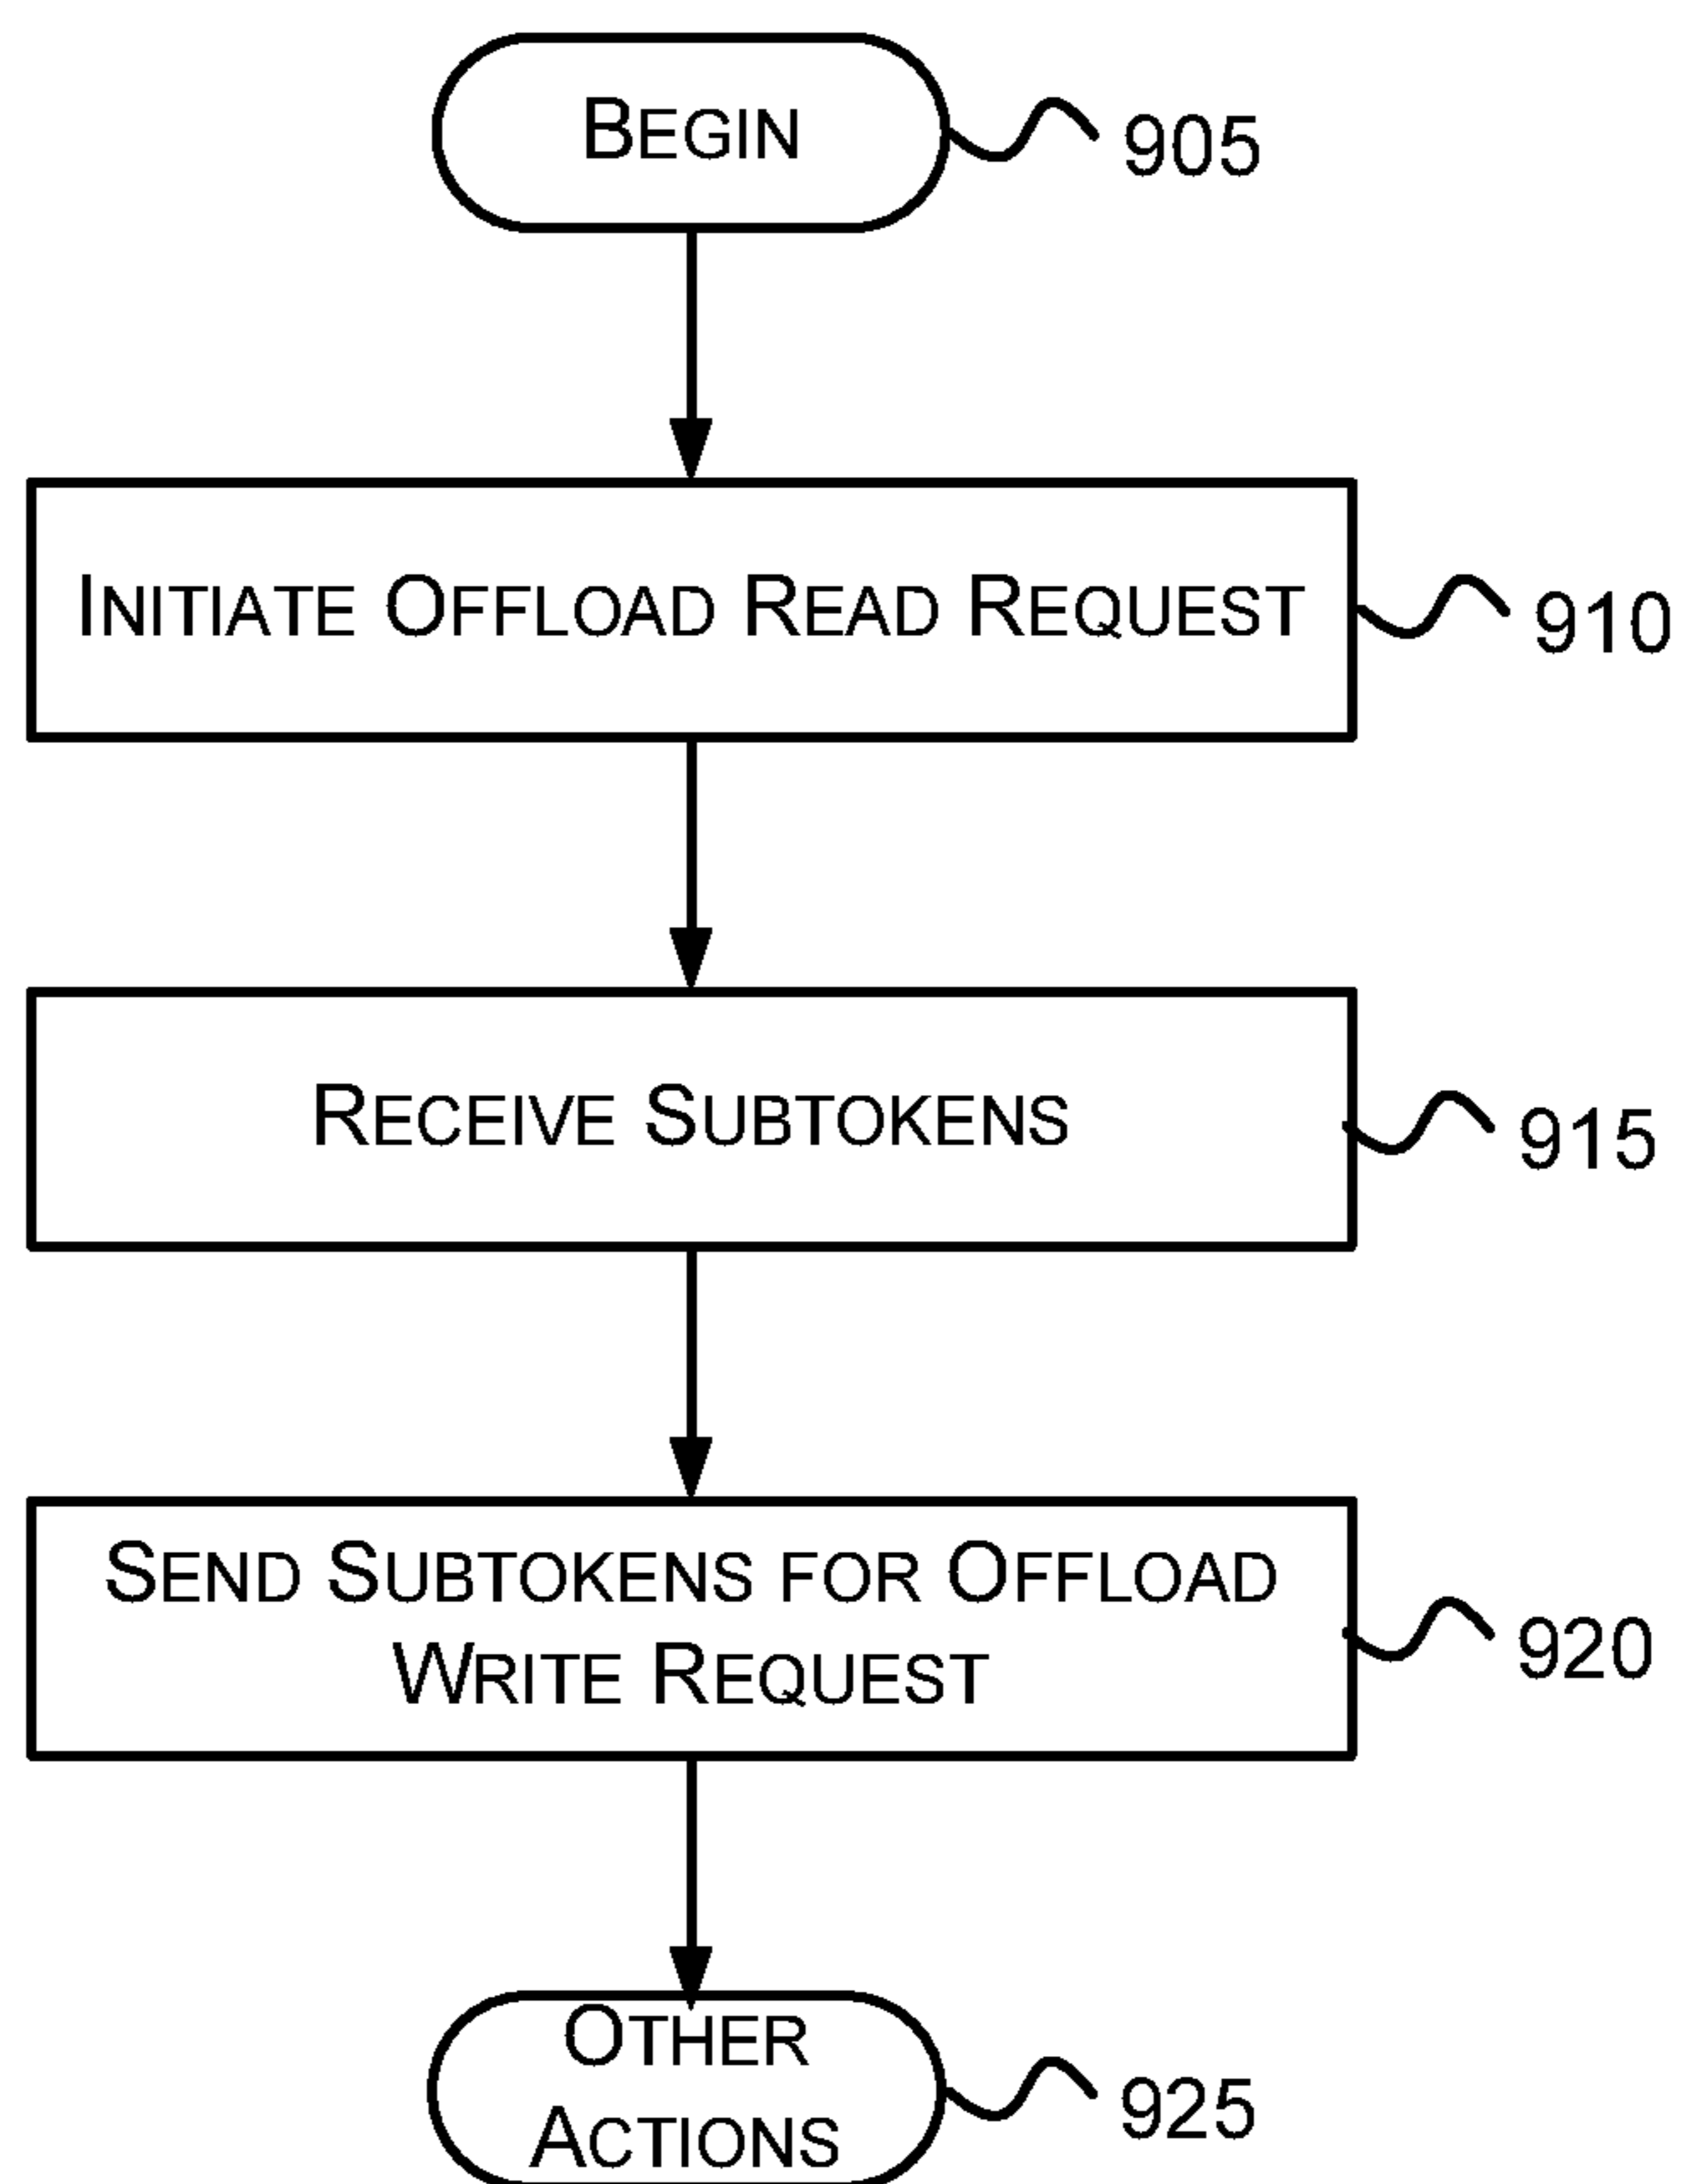 BEGIN
905
INITIATE OFFLOAD READ REQUEST
910
RECEIVE SUBTOKENS
915
SEND SUBTOKENS FOR OFFLOAD
WRITE REQUEST
920
OTHER
ACTIONS
925